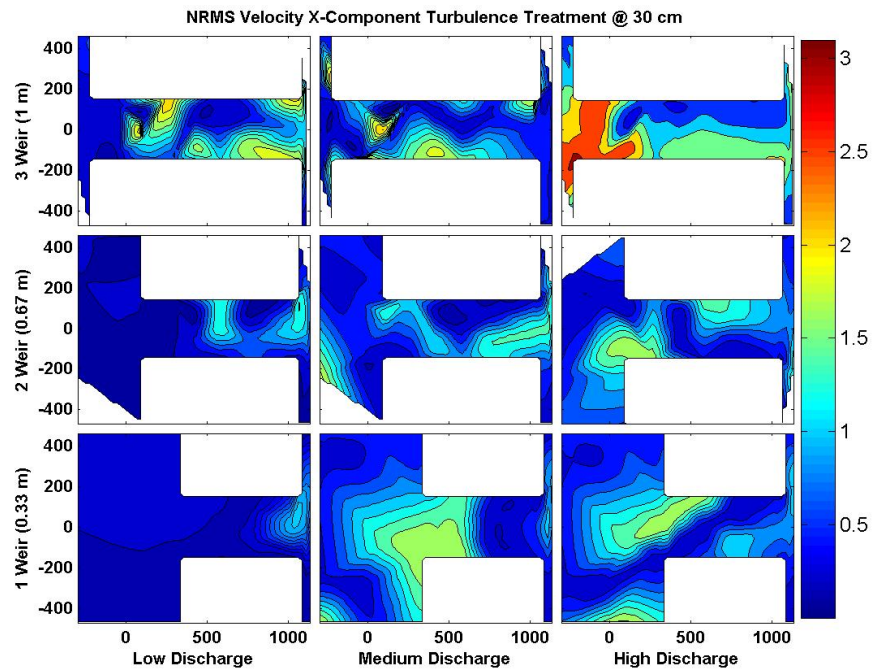 NRMS Velocity X-Component Turbulence Treatment @ 30 cm
3 Weir (1 m)
400
200
0
-200
-400
2 Weir (0.67 m)
400
200
0
-200
-400
1 Weir (0.33 m)
400
200
0
-200
-400
0 500 1000
0 500 1000
0 500 1000
Low Discharge
Medium Discharge
High Discharge
3
2.5
2
1.5
1
0.5